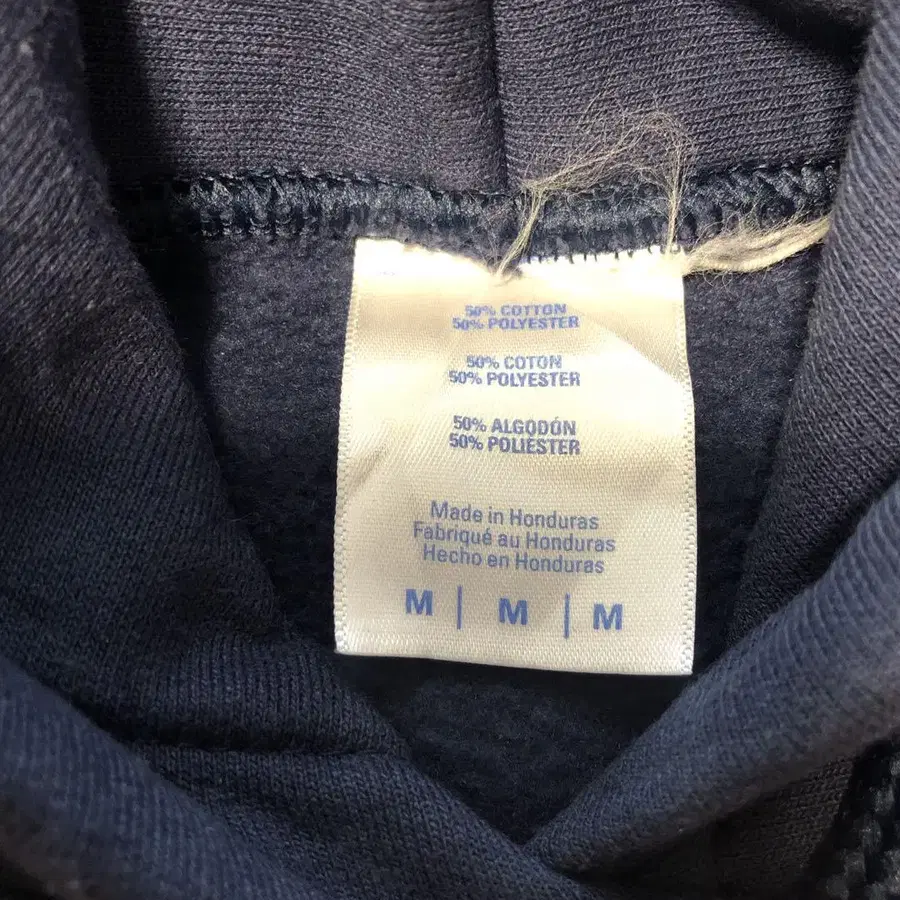 50% COTTON
50% POLYESTER
50% COTON
50% POLYESTER
50% ALGODÓN
50% POLIÉSTER
Made in Honduras
Fabriqué au Honduras
Hecho en Honduras
M | M | M